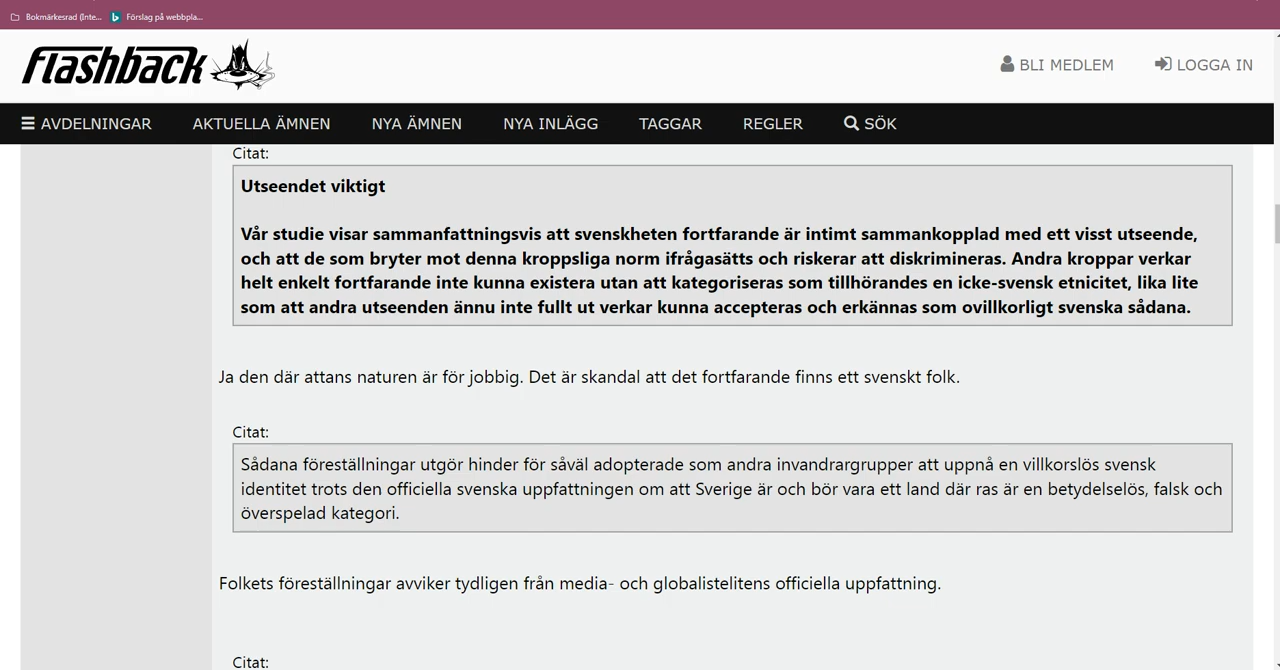 Bokmärkesrad (Inte...
Förslag på webbpla...
flashback
BLI MEDLEM
LOGGA IN
AVDELNINGAR
AKTUELLA ÄMNEN
NYA ÄMNEN
NYA INLÄGG
TAGGAR
REGLER
SÖK
Citat:
Utseendet viktigt
Vår studie visar sammanfattningsvis att svenskheten fortfarande är intimt sammankopplad med ett visst utseende,
och att de som bryter mot denna kroppsliga norm ifrågasätts och riskerar att diskrimineras. Andra kroppar verkar
helt enkelt fortfarande inte kunna existera utan att kategoriseras som tillhörandes en icke-svensk etnicitet, lika lite
som att andra utseenden ännu inte fullt ut verkar kunna accepteras och erkännas som ovillkorligt svenska sådana.
Ja den där attans naturen är för jobbig. Det är skandal att det fortfarande finns ett svenskt folk.
Citat:
Sådana föreställningar utgör hinder för såväl adopterade som andra invandrargrupper att uppnå en villkorslös svensk
identitet trots den officiella svenska uppfattningen om att Sverige är och bör vara ett land där ras är en betydelselös, falsk och
överspelad kategori.
Folkets föreställningar avviker tydligen från media- och globalistelitens officiella uppfattning.
Citat: